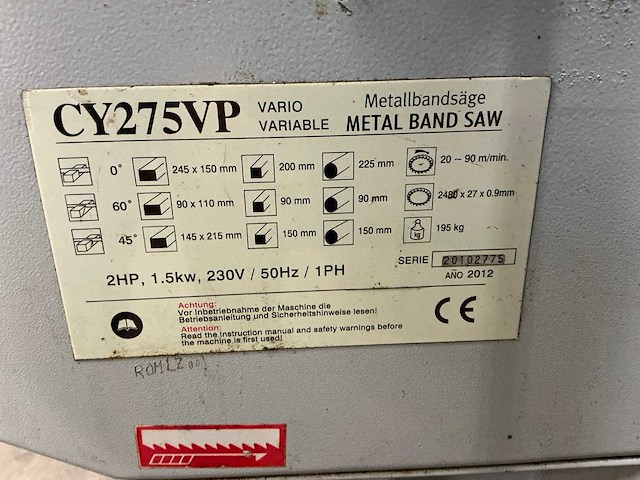 CY275VP
VARIO
VARIABLE
Metallbandsäge
METAL BAND SAW
0° 245 x 150 mm 200 mm 225 mm 20 ~ 90 m/min.
60° 90 x 110 mm 90 mm 90 mm 2480 x 27 x 0.9mm
45° 145 x 215 mm 150 mm 150 mm kg 195 kg
SERIE 20102775
AÑO 2012
2HP, 1.5kw, 230V / 50Hz / 1PH
Achtung:
Vor Inbetriebnahme der Maschine die
Betriebsanleitung und Sicherheitshinweise lesen!
Attention:
Read the instruction manual and safety warnings before
the machine is first used!
CE